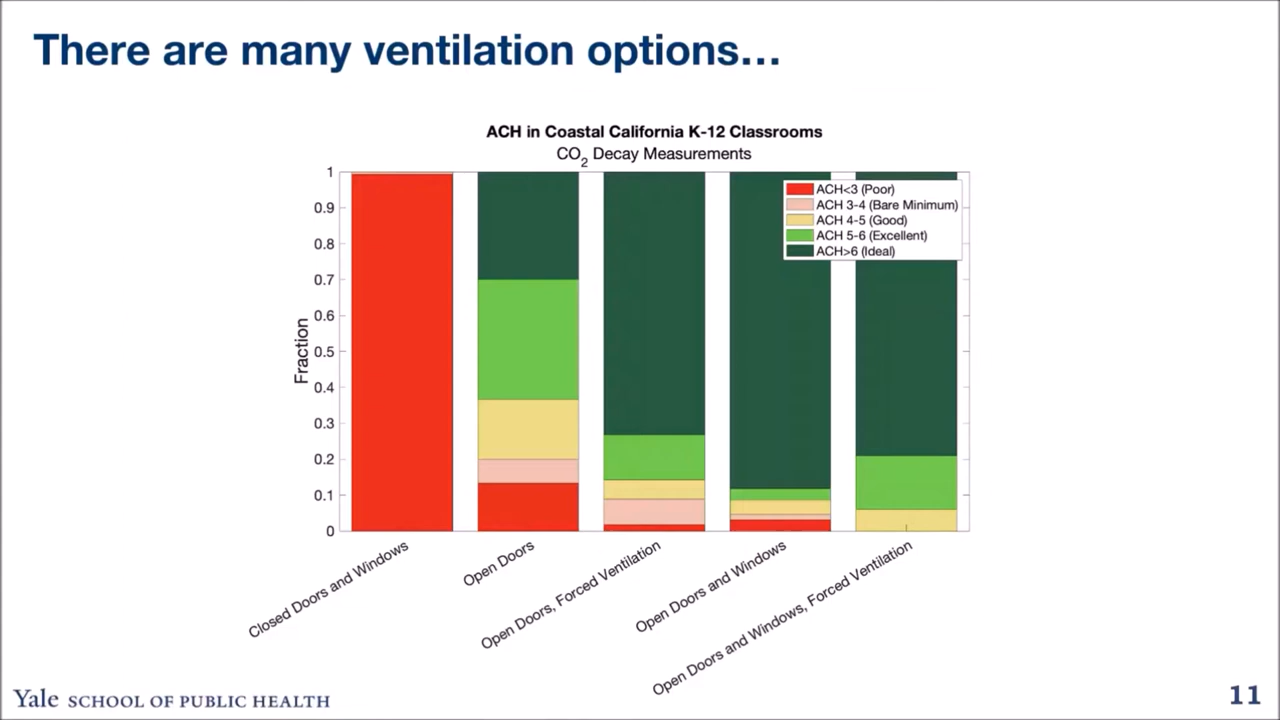 There are many ventilation options...
ACH in Coastal California K-12 Classrooms
CO2 Decay Measurements
1
0.9
0.8
0.7
0.6
0.5
0.4
0.3
0.2
0.1
0
Fraction
ACH<3 (Poor)
ACH 3-4 (Bare Minimum)
ACH 4-5 (Good)
ACH 5-6 (Excellent)
ACH>6 (Ideal)
Closed Doors and Windows
Open Doors
Open Doors, Forced Ventilation
Open Doors and Windows
Open Doors and Windows, Forced Ventilation
Yale SCHOOL OF PUBLIC HEALTH
11